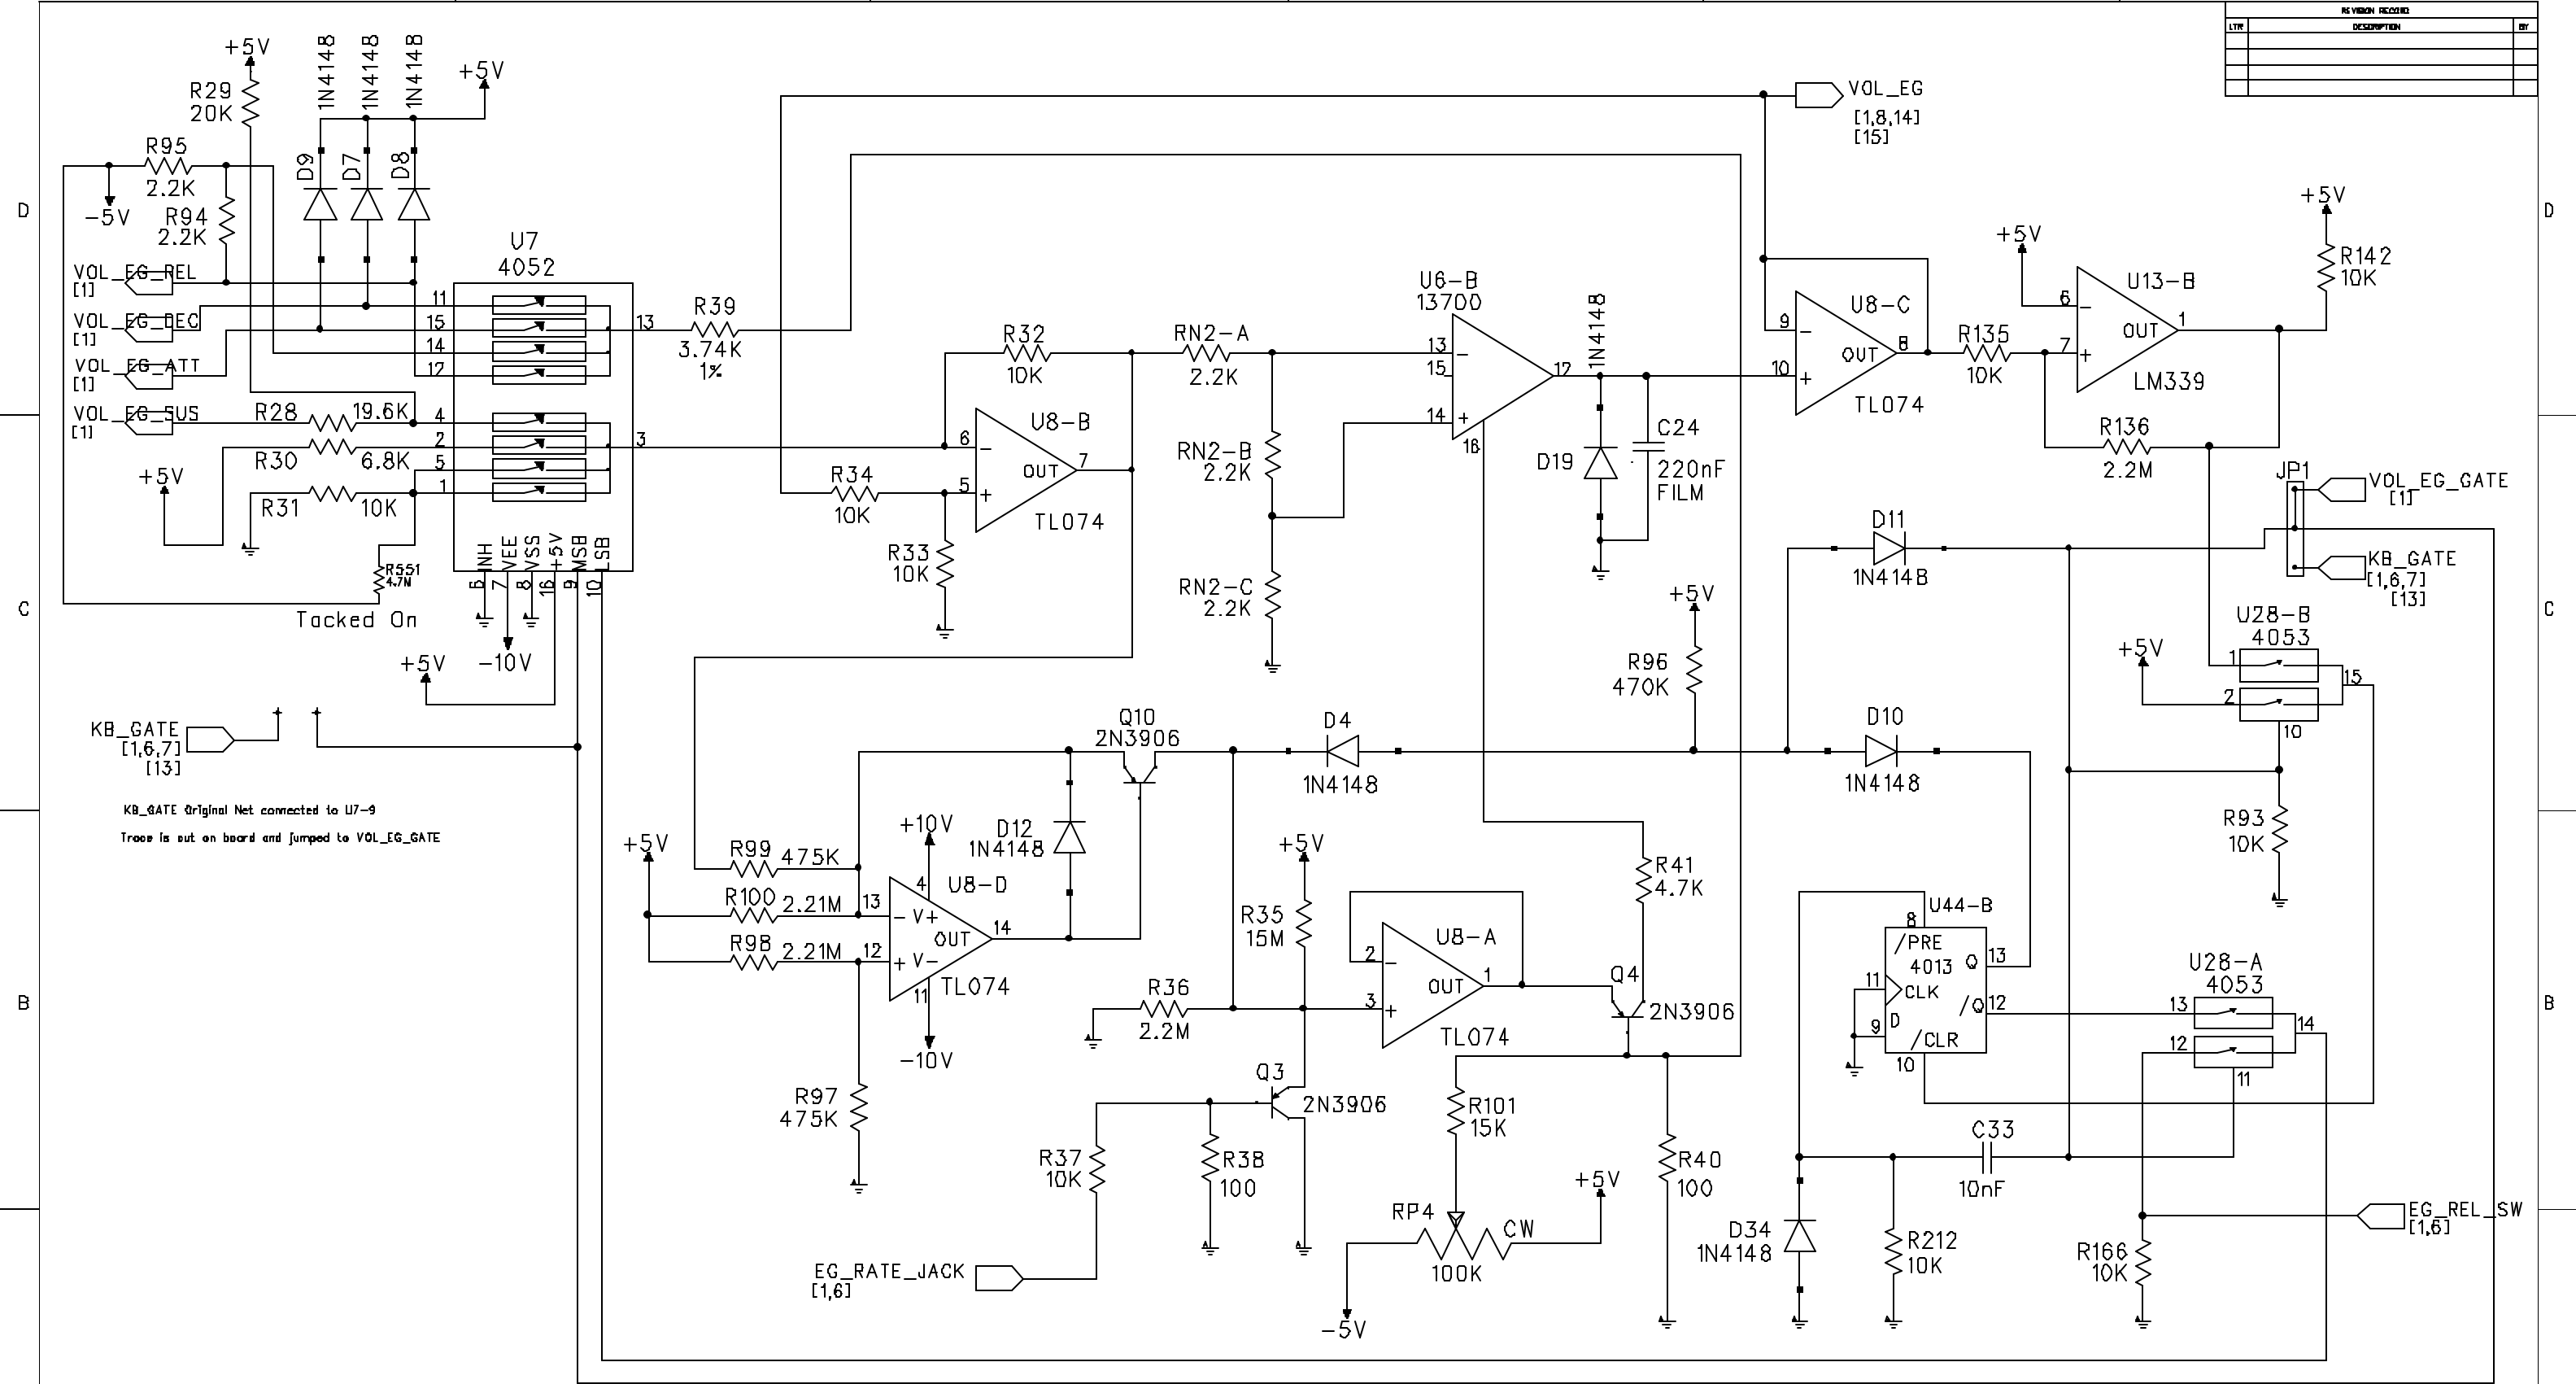 REVISION RECORD
LTR DESCRIPTION BY
D
D
C
C
B
B
+5V
R29
20K
1N4148
1N4148
1N4148
+5V
R95
2.2K
-5V
R94
2.2K
D9
D7
D8
VOL_EG_REL
[1]
VOL_EG_DEC
[1]
VOL_EG_ATT
[1]
VOL_EG_SUS
[1]
U7
4052
11
15
14
12
4
2
5
1
13
3
R28 19.6K
R30 6.8K
+5V
R31 10K
R551
4.7M
Tacked On
INH
VEE
VSS
+5V
MSB
LSB
6
7
8
16
9
10
-10V
+5V
R39
3.74K
1%
R32
10K
6
5
7
U8-B
OUT
TL074
R34
10K
R33
10K
RN2-A
2.2K
RN2-B
2.2K
RN2-C
2.2K
U6-B
13700
13
15
14
16
12
1N4148
D19
C24
220nF
FILM
VOL_EG
[1,8,14]
[15]
9
10
U8-C
OUT
8
TL074
R135
10K
+5V
6
7
U13-B
OUT
1
LM339
+5V
R142
10K
R136
2.2M
JP1
VOL_EG_GATE
[1]
KB_GATE
[1,6,7]
[13]
D11
1N4148
+5V
R96
470K
U28-B
4053
+5V
1
2
15
10
R93
10K
KB_GATE
[1,6,7]
[13]
KB_GATE Original Net connected to U7-9
Trace is cut on board and jumped to VOL_EG_GATE
Q10
2N3906
D4
1N4148
D10
1N4148
+5V
R99 475K
R100 2.21M
R98 2.21M
+10V
4
U8-D
13
12
V+
V-
OUT
14
11
TL074
-10V
D12
1N4148
R97
475K
+5V
R35
15M
R36
2.2M
2
3
U8-A
OUT
1
TL074
R41
4.7K
Q4
2N3906
Q3
2N3906
R37
10K
R38
100
EG_RATE_JACK
[1,6]
R101
15K
RP4
CW
100K
+5V
-5V
R40
100
U44-B
8
/PRE
4013
Q
13
11
CLK
/Q
12
9
D
/CLR
10
U28-A
4053
13
12
14
11
C33
10nF
D34
1N4148
R212
10K
R166
10K
EG_REL_SW
[1,6]